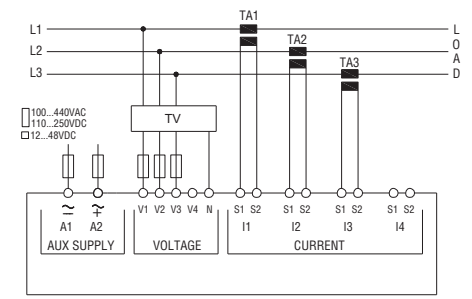 TA1
L1 L
L2 TA2 O
TA3 A
L3 D
100...440VAC
110...250VDC
12...48VDC
TV
V1 V2 V3 V4 N S1 S2 S1 S2 S1 S2 S1 S2
A1 A2 I1 I2 I3 I4
AUX SUPPLY VOLTAGE CURRENT